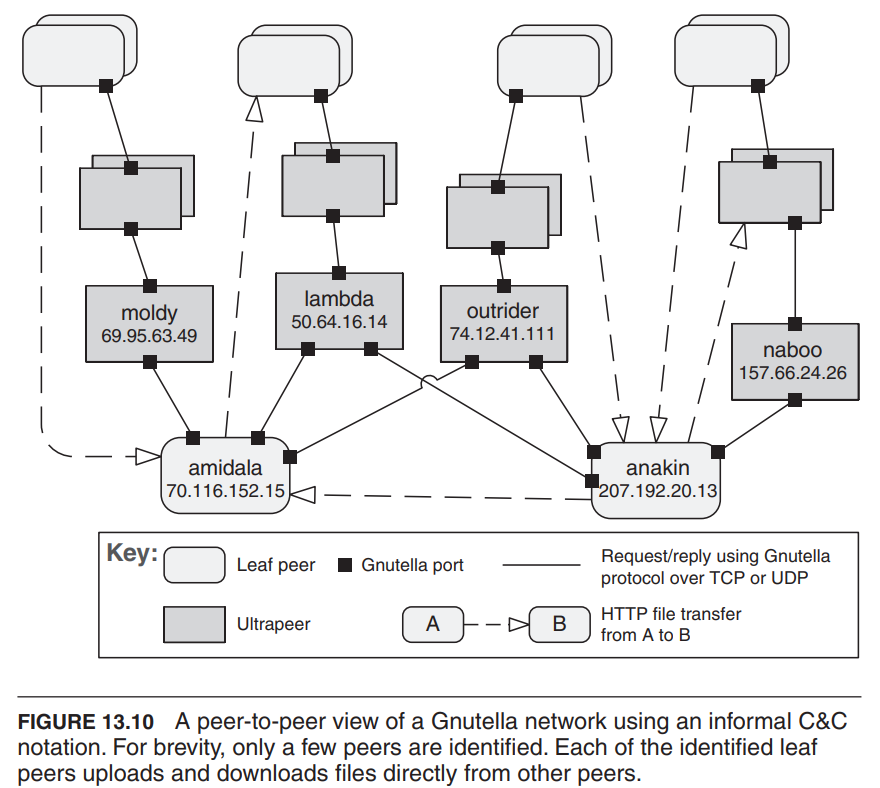 moldy
69.95.63.49
lambda
50.64.16.14
outrider
74.12.41.111
naboo
157.66.24.26
amidala
70.116.152.15
anakin
207.192.20.13
Key:
Leaf peer
Gnutella port
Request/reply using Gnutella
protocol over TCP or UDP
Ultrapeer
A
B
HTTP file transfer
from A to B
FIGURE 13.10 A peer-to-peer view of a Gnutella network using an informal C&C
notation. For brevity, only a few peers are identified. Each of the identified leaf
peers uploads and downloads files directly from other peers.